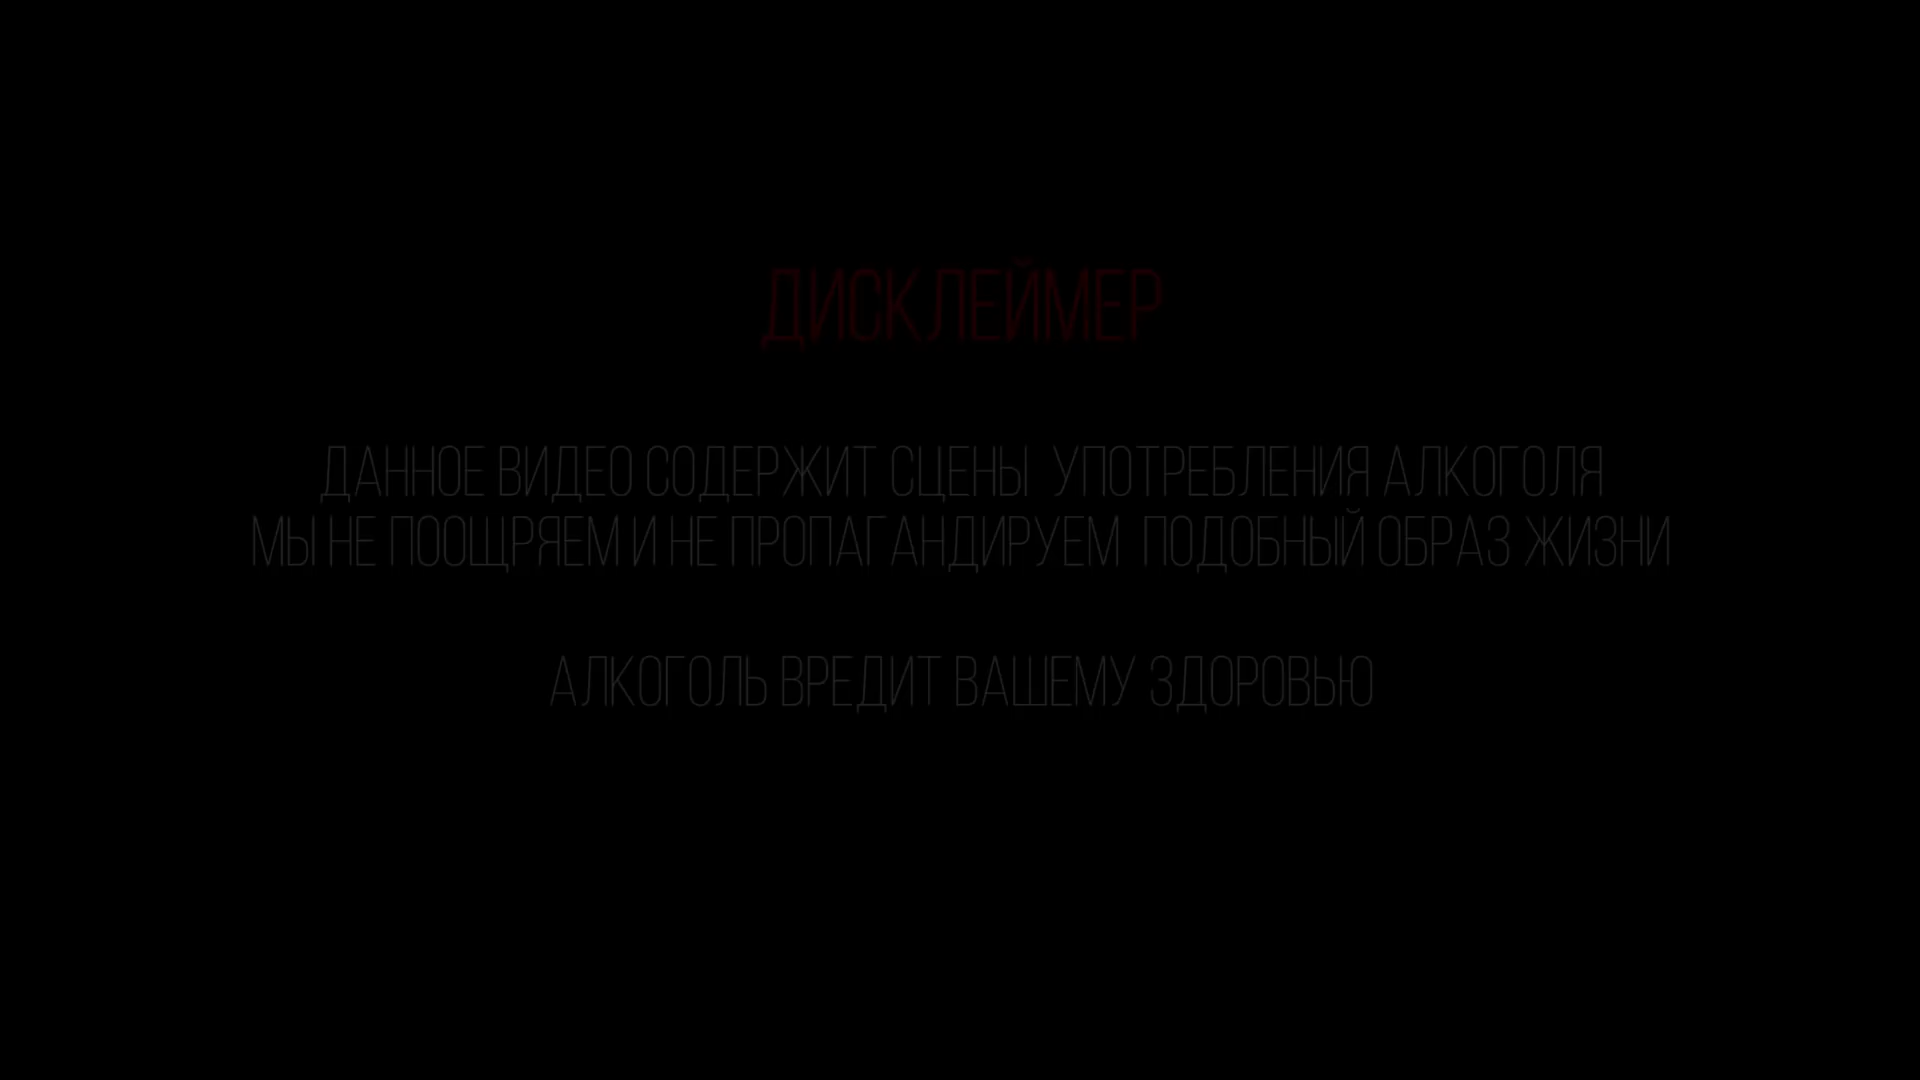 ДИСКЛЕЙМЕР
ДАННОЕ ВИДЕО СОДЕРЖИТ СЦЕНЫ УПОТРЕБЛЕНИЯ АЛКОГОЛЯ
МЫ НЕ ПООЩРЯЕМ И НЕ ПРОПАГАНДИРУЕМ ПОДОБНЫЙ ОБРАЗ ЖИЗНИ
АЛКОГОЛЬ ВРЕДИТ ВАШЕМУ ЗДОРОВЬЮ